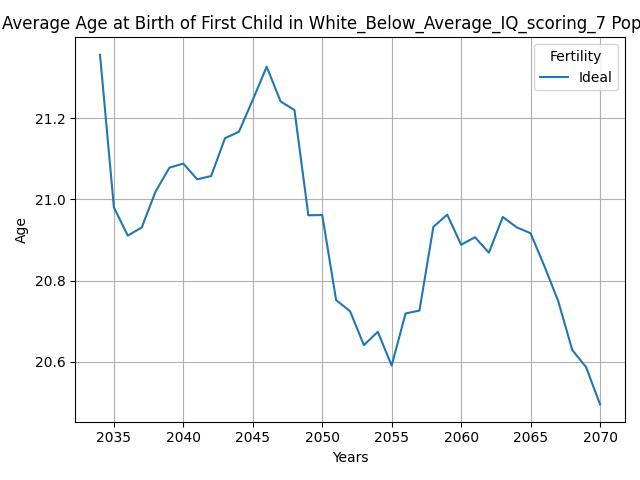 Average Age at Birth of First Child in White_Below_Average_IQ_scoring_7 Pop
Fertility
Ideal
21.2
21.0
20.8
20.6
Age
2035 2040 2045 2050 2055 2060 2065 2070
Years